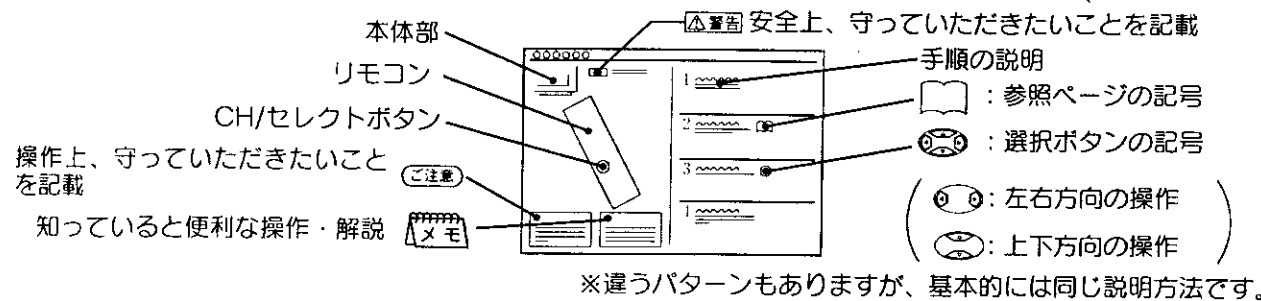 ⚠警告 安全上、守っていただきたいことを記載
本体部
リモコン
CH/セレクトボタン
操作上、守っていただきたいこと
を記載
ご注意
知っていると便利な操作・解説
メモ
1
2
3
1
手順の説明
：参照ページの記号
：選択ボタンの記号
：左右方向の操作
：上下方向の操作
※違うパターンもありますが、基本的には同じ説明方法です。